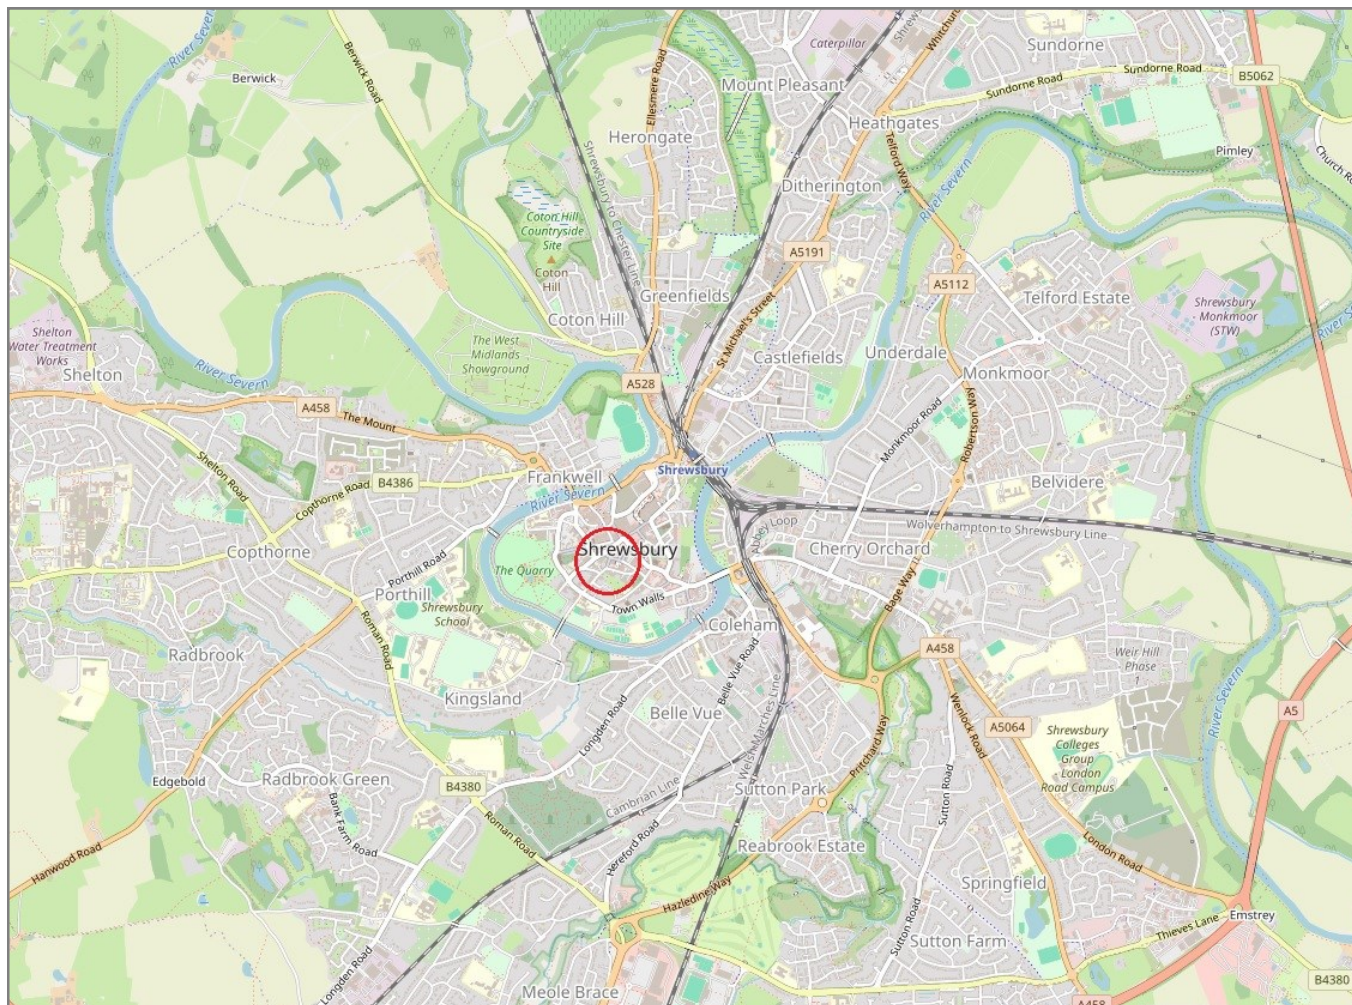 River Severn
Berwick
Berwick Road
Ellesmere Road
Caterpillar
Whitchurch
Sundorne
Sundorne Road
Sundorne Road
B5062
Mount Pleasant
Herongate
Heathgates
Telford Way
River Severn
Pimley
Church Ro
Shrewsbury to Chester Line
Ditherington
Coton Hill
Countryside
Site
Coton
Hill
A5191
Greenfields
A5112
Telford Estate
Shrewsbury
Monkmoor
(STW)
Coton Hill
St Michael's Street
Shelton
Water Treatment
Works
Shelton
The West
Midlands
Showground
Castlefields
Underdale
Monkmoor
River Severn
A528
A458
The Mount
Monkmoor Road
Robertson Way
Shelton Road
Copthorne Road
B4386
Frankwell
River Severn
Shrewsbury
Belvidere
Abbey Loop
Wolverhampton to Shrewsbury Line
Copthorne
Shrewsbury
Cherry Orchard
The Quarry
Porthill Road
Porthill
Shrewsbury
School
Town Walls
Bage Way
Coleham
Roman Road
Radbrook
A458
Weir Hill
Phase
1
Kingsland
Longden Road
Belle Vue Road
Belle Vue
Welsh Marches Line
Wenlock Road
A5064
A5
River Severn
Shrewsbury
Colleges
Group
London
Road Campus
Pritchard Way
Edgebold
Radbrook Green
B4380
Cambrian Line
Sutton Park
Sutton Road
Bank Farm Road
Roman Road
Hereford Road
Reabrook Estate
London Road
Hanwood Road
Hazledine Way
Springfield
Emstrey
Sutton Road
Sutton Farm
Thieves Lane
Longden Road
Meole Brace
B4380
A458